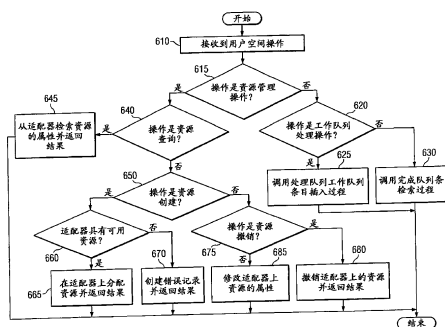 开始
610
接收到用户空间操作
615
操作是资源管理
操作?
是
否
645
从适配器检索资源
的属性并返回
结果
640
是
操作是资源
查询?
否
620
操作是工作队列
处理操作?
否
是
625
调用处理队列工作队列
条目插入过程
630
调用完成队列条
检索过程
650
操作是资源
创建?
是
否
适配器具有可用
资源?
660
否
是
操作是资源
撤销?
675
是
否
665
在适配器上分配
资源并返回结果
670
创建错误记录
并返回结果
685
修改适配器上
资源的属性
680
撤销适配器上的资源
并返回结果
结束